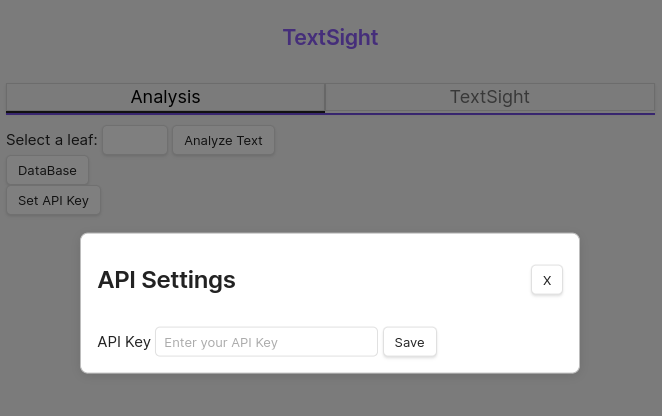 TextSight
Analysis TextSight
Select a leaf: Analyze Text
DataBase
Set API Key
API Settings X
API Key Enter your API Key Save